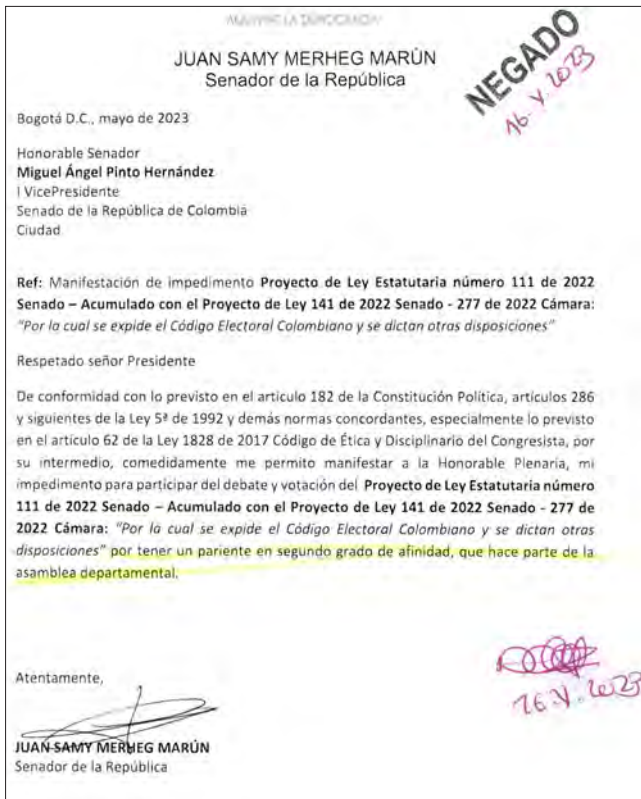 AQUÍ VIVE LA DEMOCRACIA
JUAN SAMY MERHEG MARÚN
Senador de la República
NEGADO
16. V. 2023
Bogotá D.C., mayo de 2023
Honorable Senador
Miguel Ángel Pinto Hernández
I VicePresidente
Senado de la República de Colombia
Ciudad
Ref: Manifestación de impedimento Proyecto de Ley Estatutaria número 111 de 2022
Senado – Acumulado con el Proyecto de Ley 141 de 2022 Senado - 277 de 2022 Cámara:
"Por la cual se expide el Código Electoral Colombiano y se dictan otras disposiciones"
Respetado señor Presidente
De conformidad con lo previsto en el artículo 182 de la Constitución Política, artículos 286
y siguientes de la Ley 5ª de 1992 y demás normas concordantes, especialmente lo previsto
en el artículo 62 de la Ley 1828 de 2017 Código de Ética y Disciplinario del Congresista, por
su intermedio, comedidamente me permito manifestar a la Honorable Plenaria, mi
impedimento para participar del debate y votación del Proyecto de Ley Estatutaria número
111 de 2022 Senado – Acumulado con el Proyecto de Ley 141 de 2022 Senado - 277 de
2022 Cámara: "Por la cual se expide el Código Electoral Colombiano y se dictan otras
disposiciones" por tener un pariente en segundo grado de afinidad, que hace parte de la
asamblea departamental.
Atentamente,
16. V. 2023
JUAN SAMY MERHEG MARÚN
Senador de la República